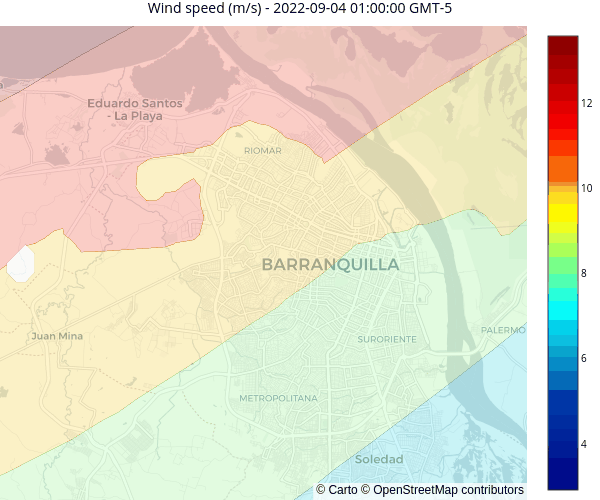 Wind speed (m/s) - 2022-09-04 01:00:00 GMT-5
Eduardo Santos
- La Playa
12
RIOMAR
10
BARRANQUILLA
8
Juan Mina
PALERMO
SURORIENTE
6
METROPOLITANA
4
Soledad
© Carto © OpenStreetMap contributors